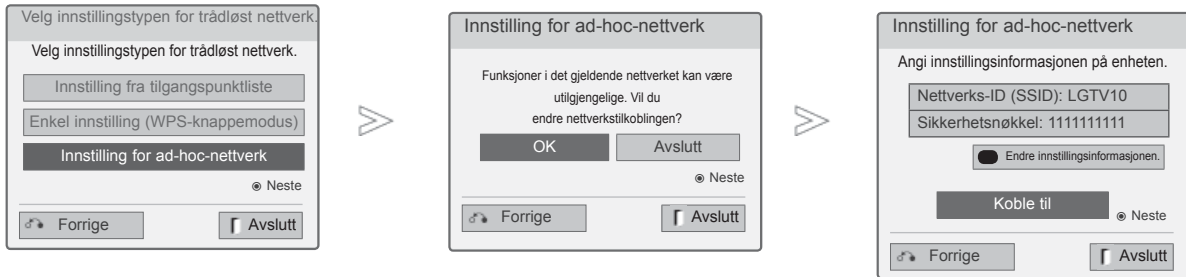 Velg innstillingstypen for trådløst nettverk.
Velg innstillingstypen for trådløst nettverk.
Innstilling fra tilgangspunktliste
Enkel innstilling (WPS-knappemodus)
Innstilling for ad-hoc-nettverk
Neste
Forrige
Avslutt
Innstilling for ad-hoc-nettverk
Funksjoner i det gjeldende nettverket kan være
utilgjengelige. Vil du
endre nettverkstilkoblingen?
OK
Avslutt
Neste
Forrige
Avslutt
Innstilling for ad-hoc-nettverk
Angi innstillingsinformasjonen på enheten.
Nettverks-ID (SSID): LGTV10
Sikkerhetsnøkkel: 1111111111
Endre innstillingsinformasjonen.
Koble til
Neste
Forrige
Avslutt